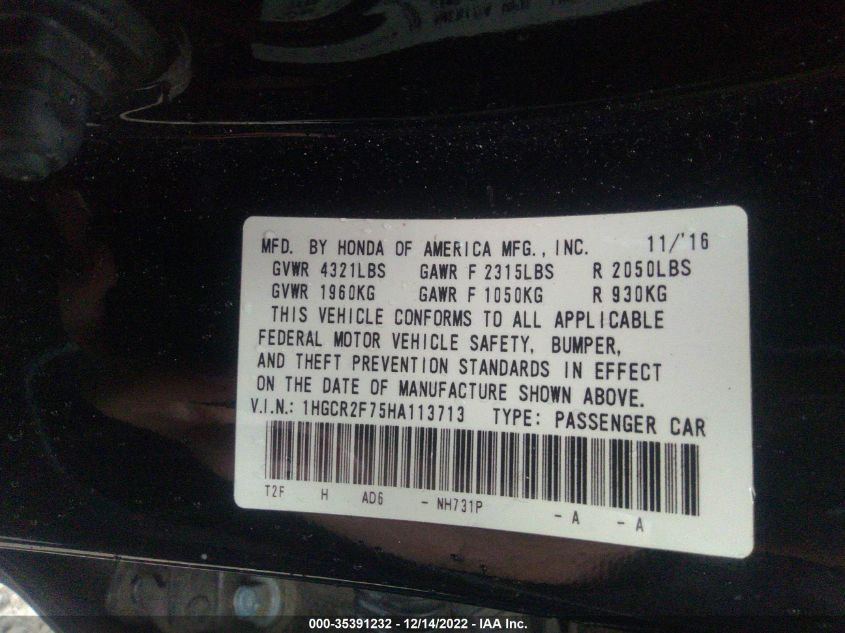 MFD. BY HONDA OF AMERICA MFG., INC. 11/'16
GVWR 4321LBS GAWR F 2315LBS R 2050LBS
GVWR 1960KG GAWR F 1050KG R 930KG
THIS VEHICLE CONFORMS TO ALL APPLICABLE
FEDERAL MOTOR VEHICLE SAFETY, BUMPER,
AND THEFT PREVENTION STANDARDS IN EFFECT
ON THE DATE OF MANUFACTURE SHOWN ABOVE.
V.I.N.: 1HGCR2F75HA113713 TYPE: PASSENGER CAR
T2F H AD6 - NH731P - A - A
000-35391232 - 12/14/2022 - IAA Inc.